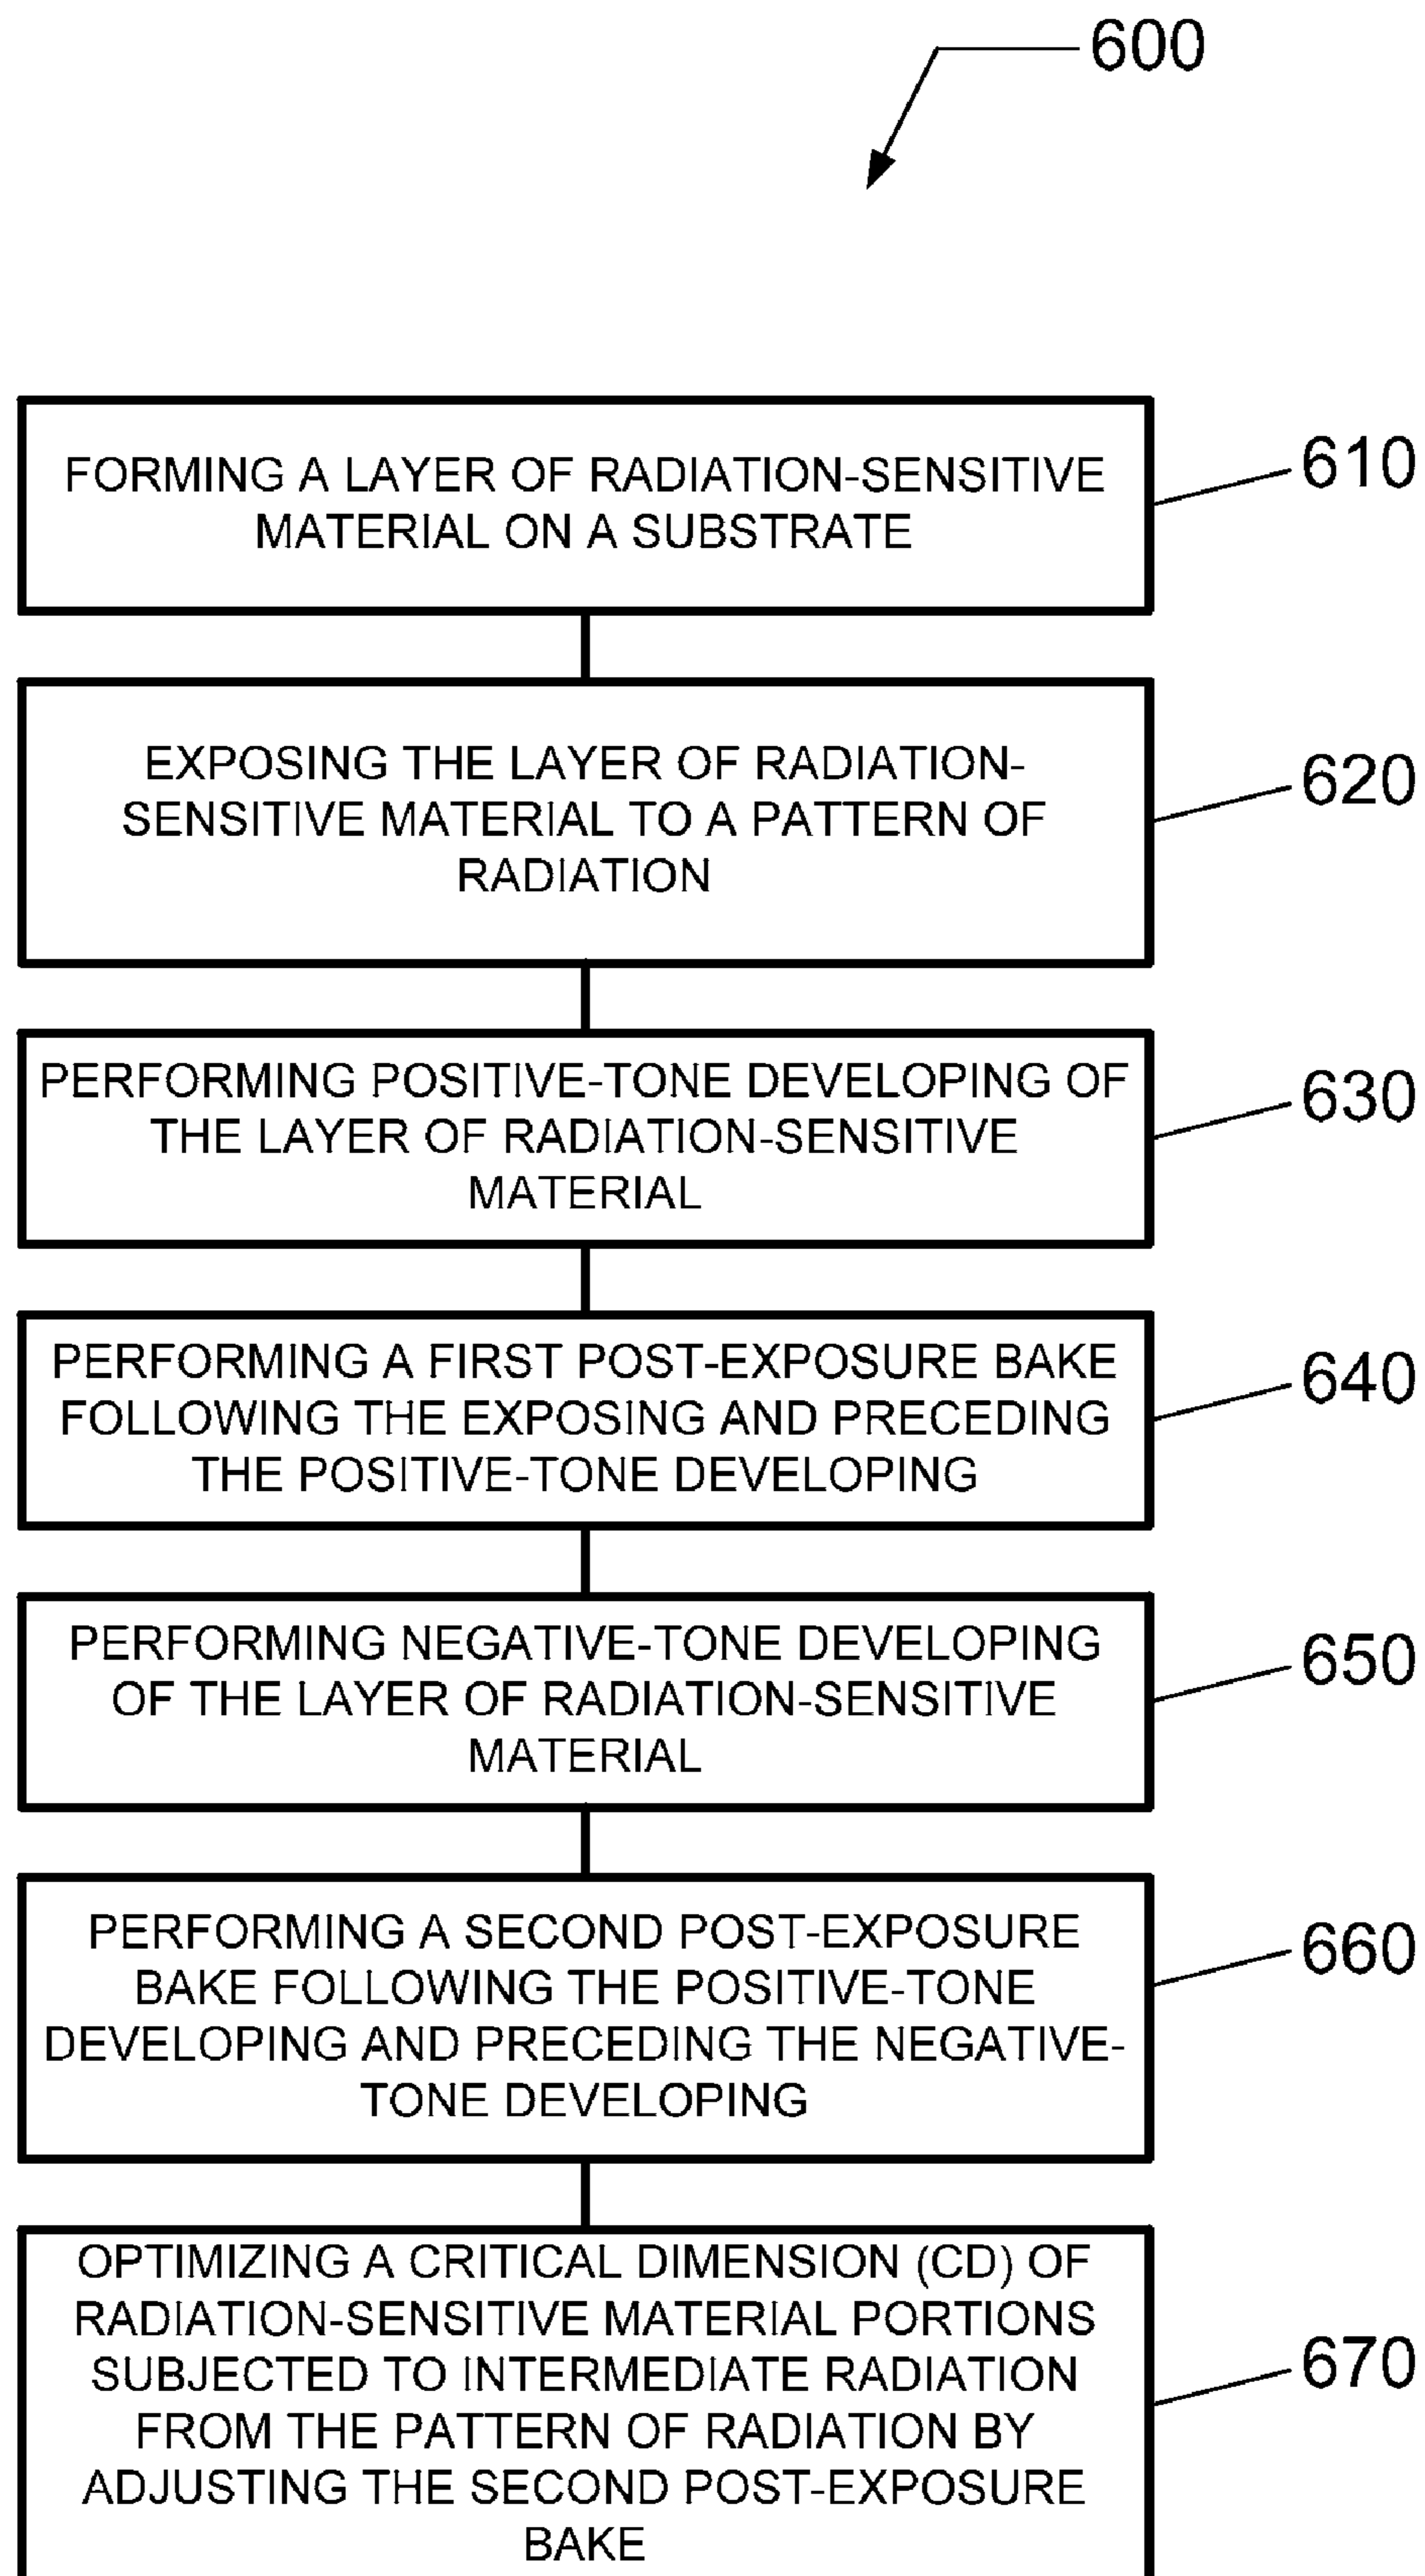 600
FORMING A LAYER OF RADIATION-SENSITIVE
MATERIAL ON A SUBSTRATE
610
EXPOSING THE LAYER OF RADIATION-
SENSITIVE MATERIAL TO A PATTERN OF
RADIATION
620
PERFORMING POSITIVE-TONE DEVELOPING OF
THE LAYER OF RADIATION-SENSITIVE
MATERIAL
630
PERFORMING A FIRST POST-EXPOSURE BAKE
FOLLOWING THE EXPOSING AND PRECEDING
THE POSITIVE-TONE DEVELOPING
640
PERFORMING NEGATIVE-TONE DEVELOPING
OF THE LAYER OF RADIATION-SENSITIVE
MATERIAL
650
PERFORMING A SECOND POST-EXPOSURE
BAKE FOLLOWING THE POSITIVE-TONE
DEVELOPING AND PRECEDING THE NEGATIVE-
TONE DEVELOPING
660
OPTIMIZING A CRITICAL DIMENSION (CD) OF
RADIATION-SENSITIVE MATERIAL PORTIONS
SUBJECTED TO INTERMEDIATE RADIATION
FROM THE PATTERN OF RADIATION BY
ADJUSTING THE SECOND POST-EXPOSURE
BAKE
670